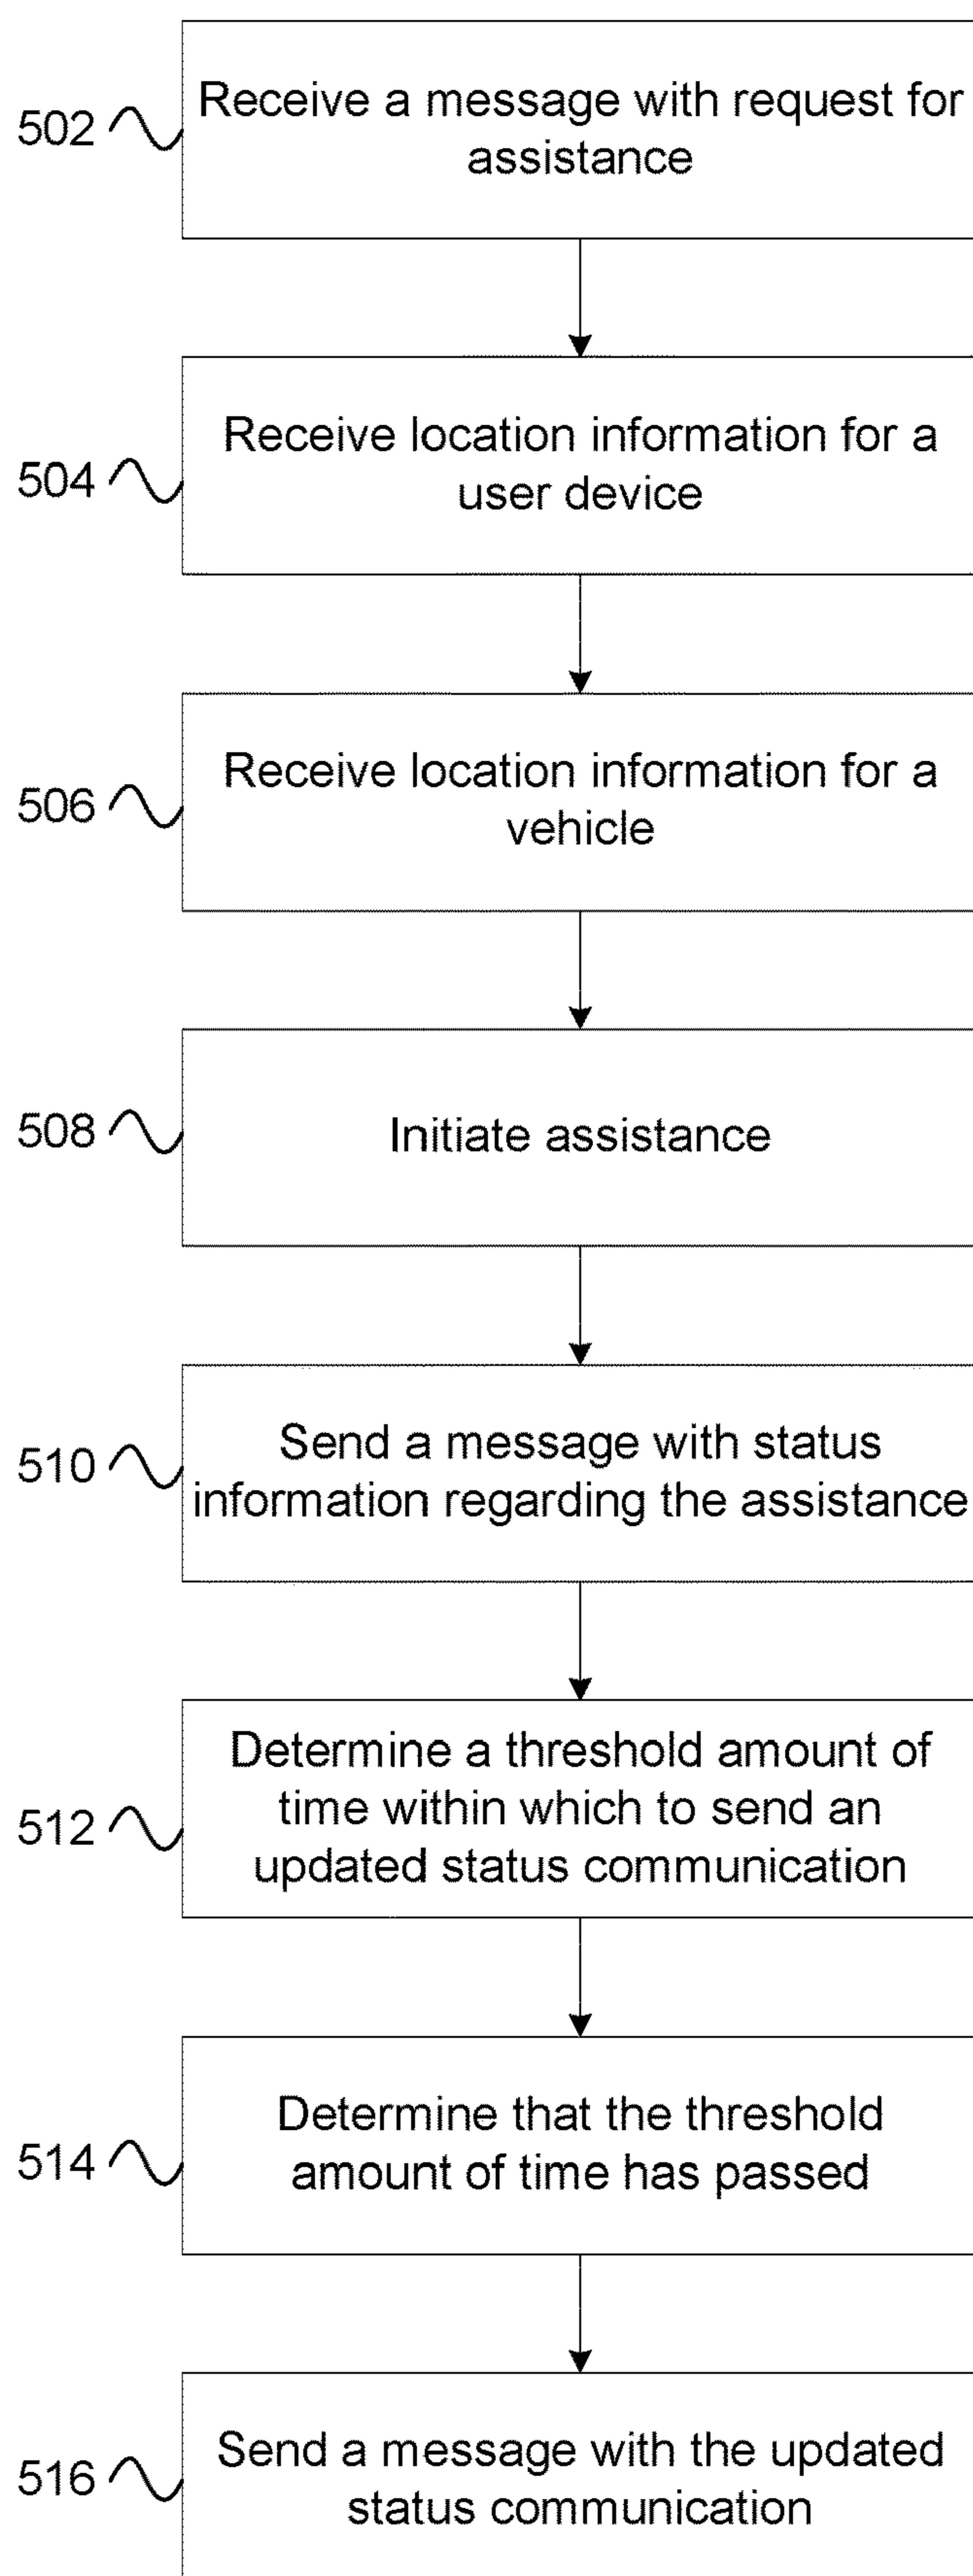 502
Receive a message with request for
assistance
504
Receive location information for a
user device
506
Receive location information for a
vehicle
508
Initiate assistance
510
Send a message with status
information regarding the assistance
512
Determine a threshold amount of
time within which to send an
updated status communication
514
Determine that the threshold
amount of time has passed
516
Send a message with the updated
status communication